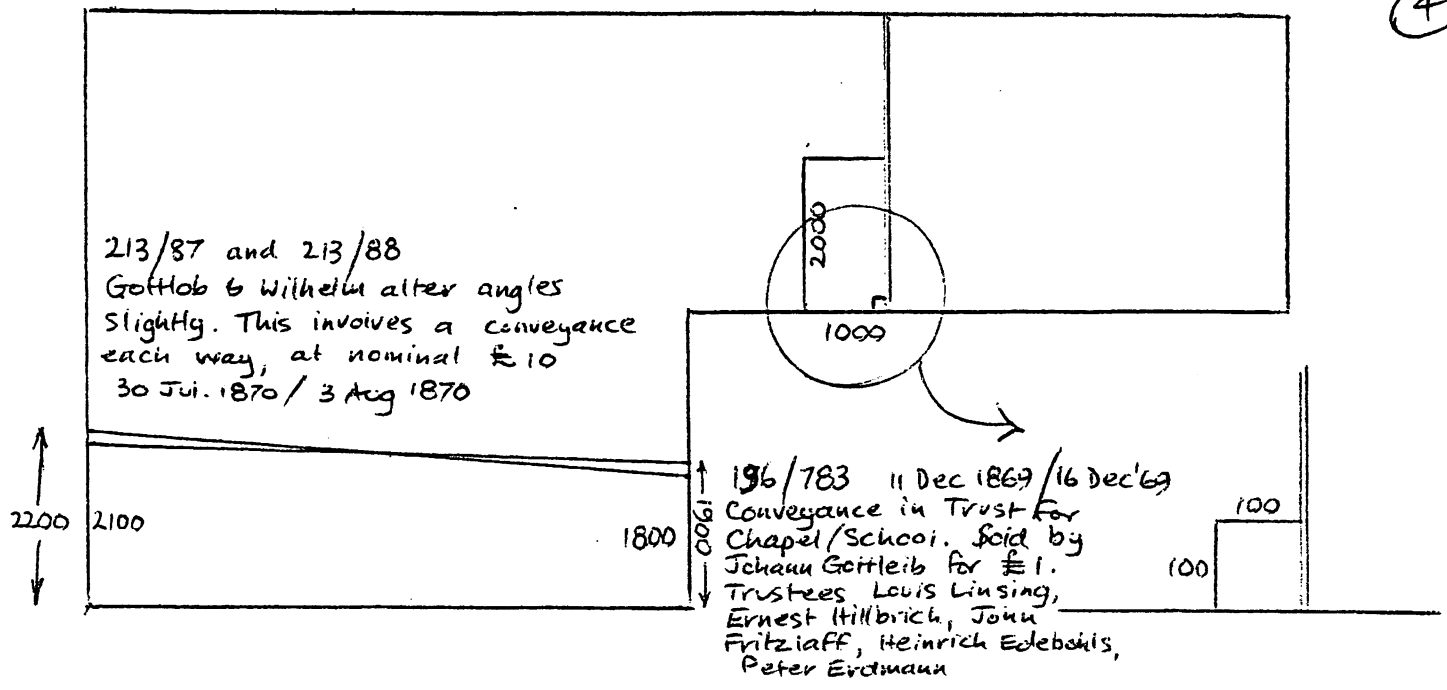 4
2000
1000
213/87 and 213/88
Gottlob & Wilhelm alter angles
Slightly. This involves a conveyance
each way, at nominal £10
30 Jul. 1870 / 3 Aug 1870
2200
2100
1800
1900
196/783 11 Dec 1869/16 Dec '69
Conveyance in Trust for
Chapel/School. Sold by
Johann Gottleib for £1.
Trustees Louis Linsing,
Ernest Hillbrich, John
Fritzlaff, Heinrich Edebohls,
Peter Erdmann
100
100